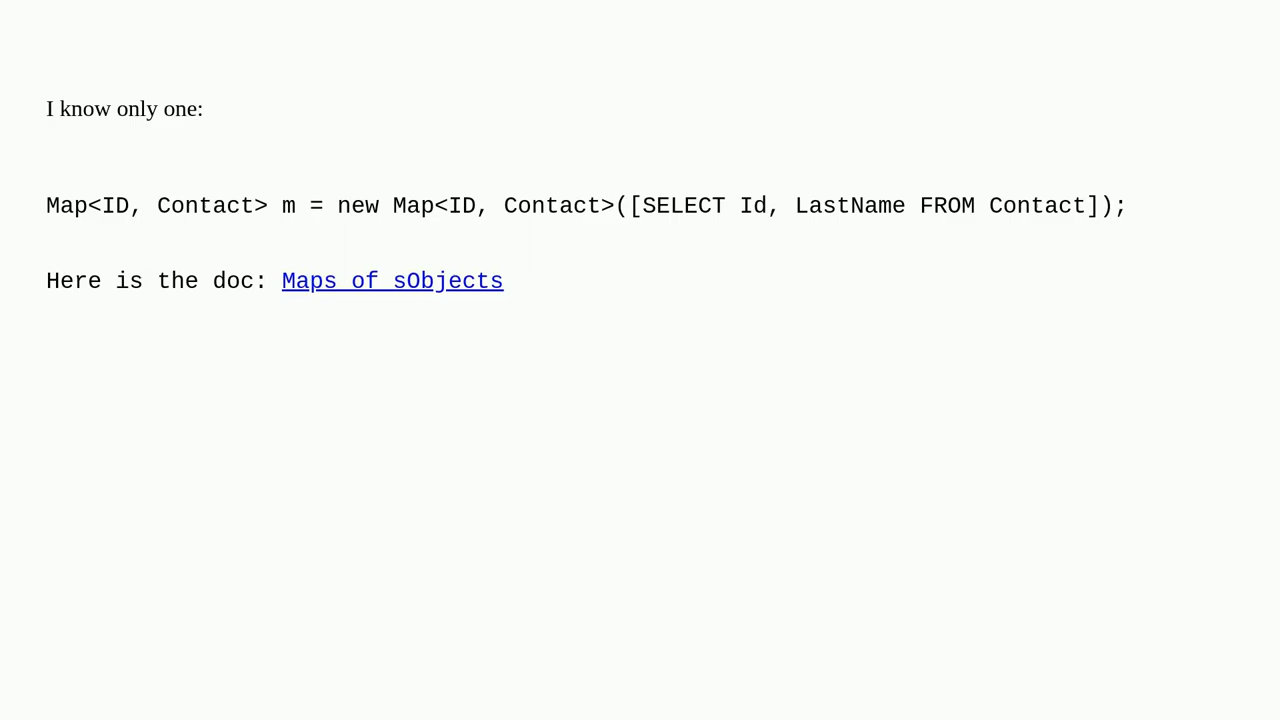 I know only one:
Map<ID, Contact> m = new Map<ID, Contact>([SELECT Id, LastName FROM Contact]);
Here is the doc: Maps of sObjects